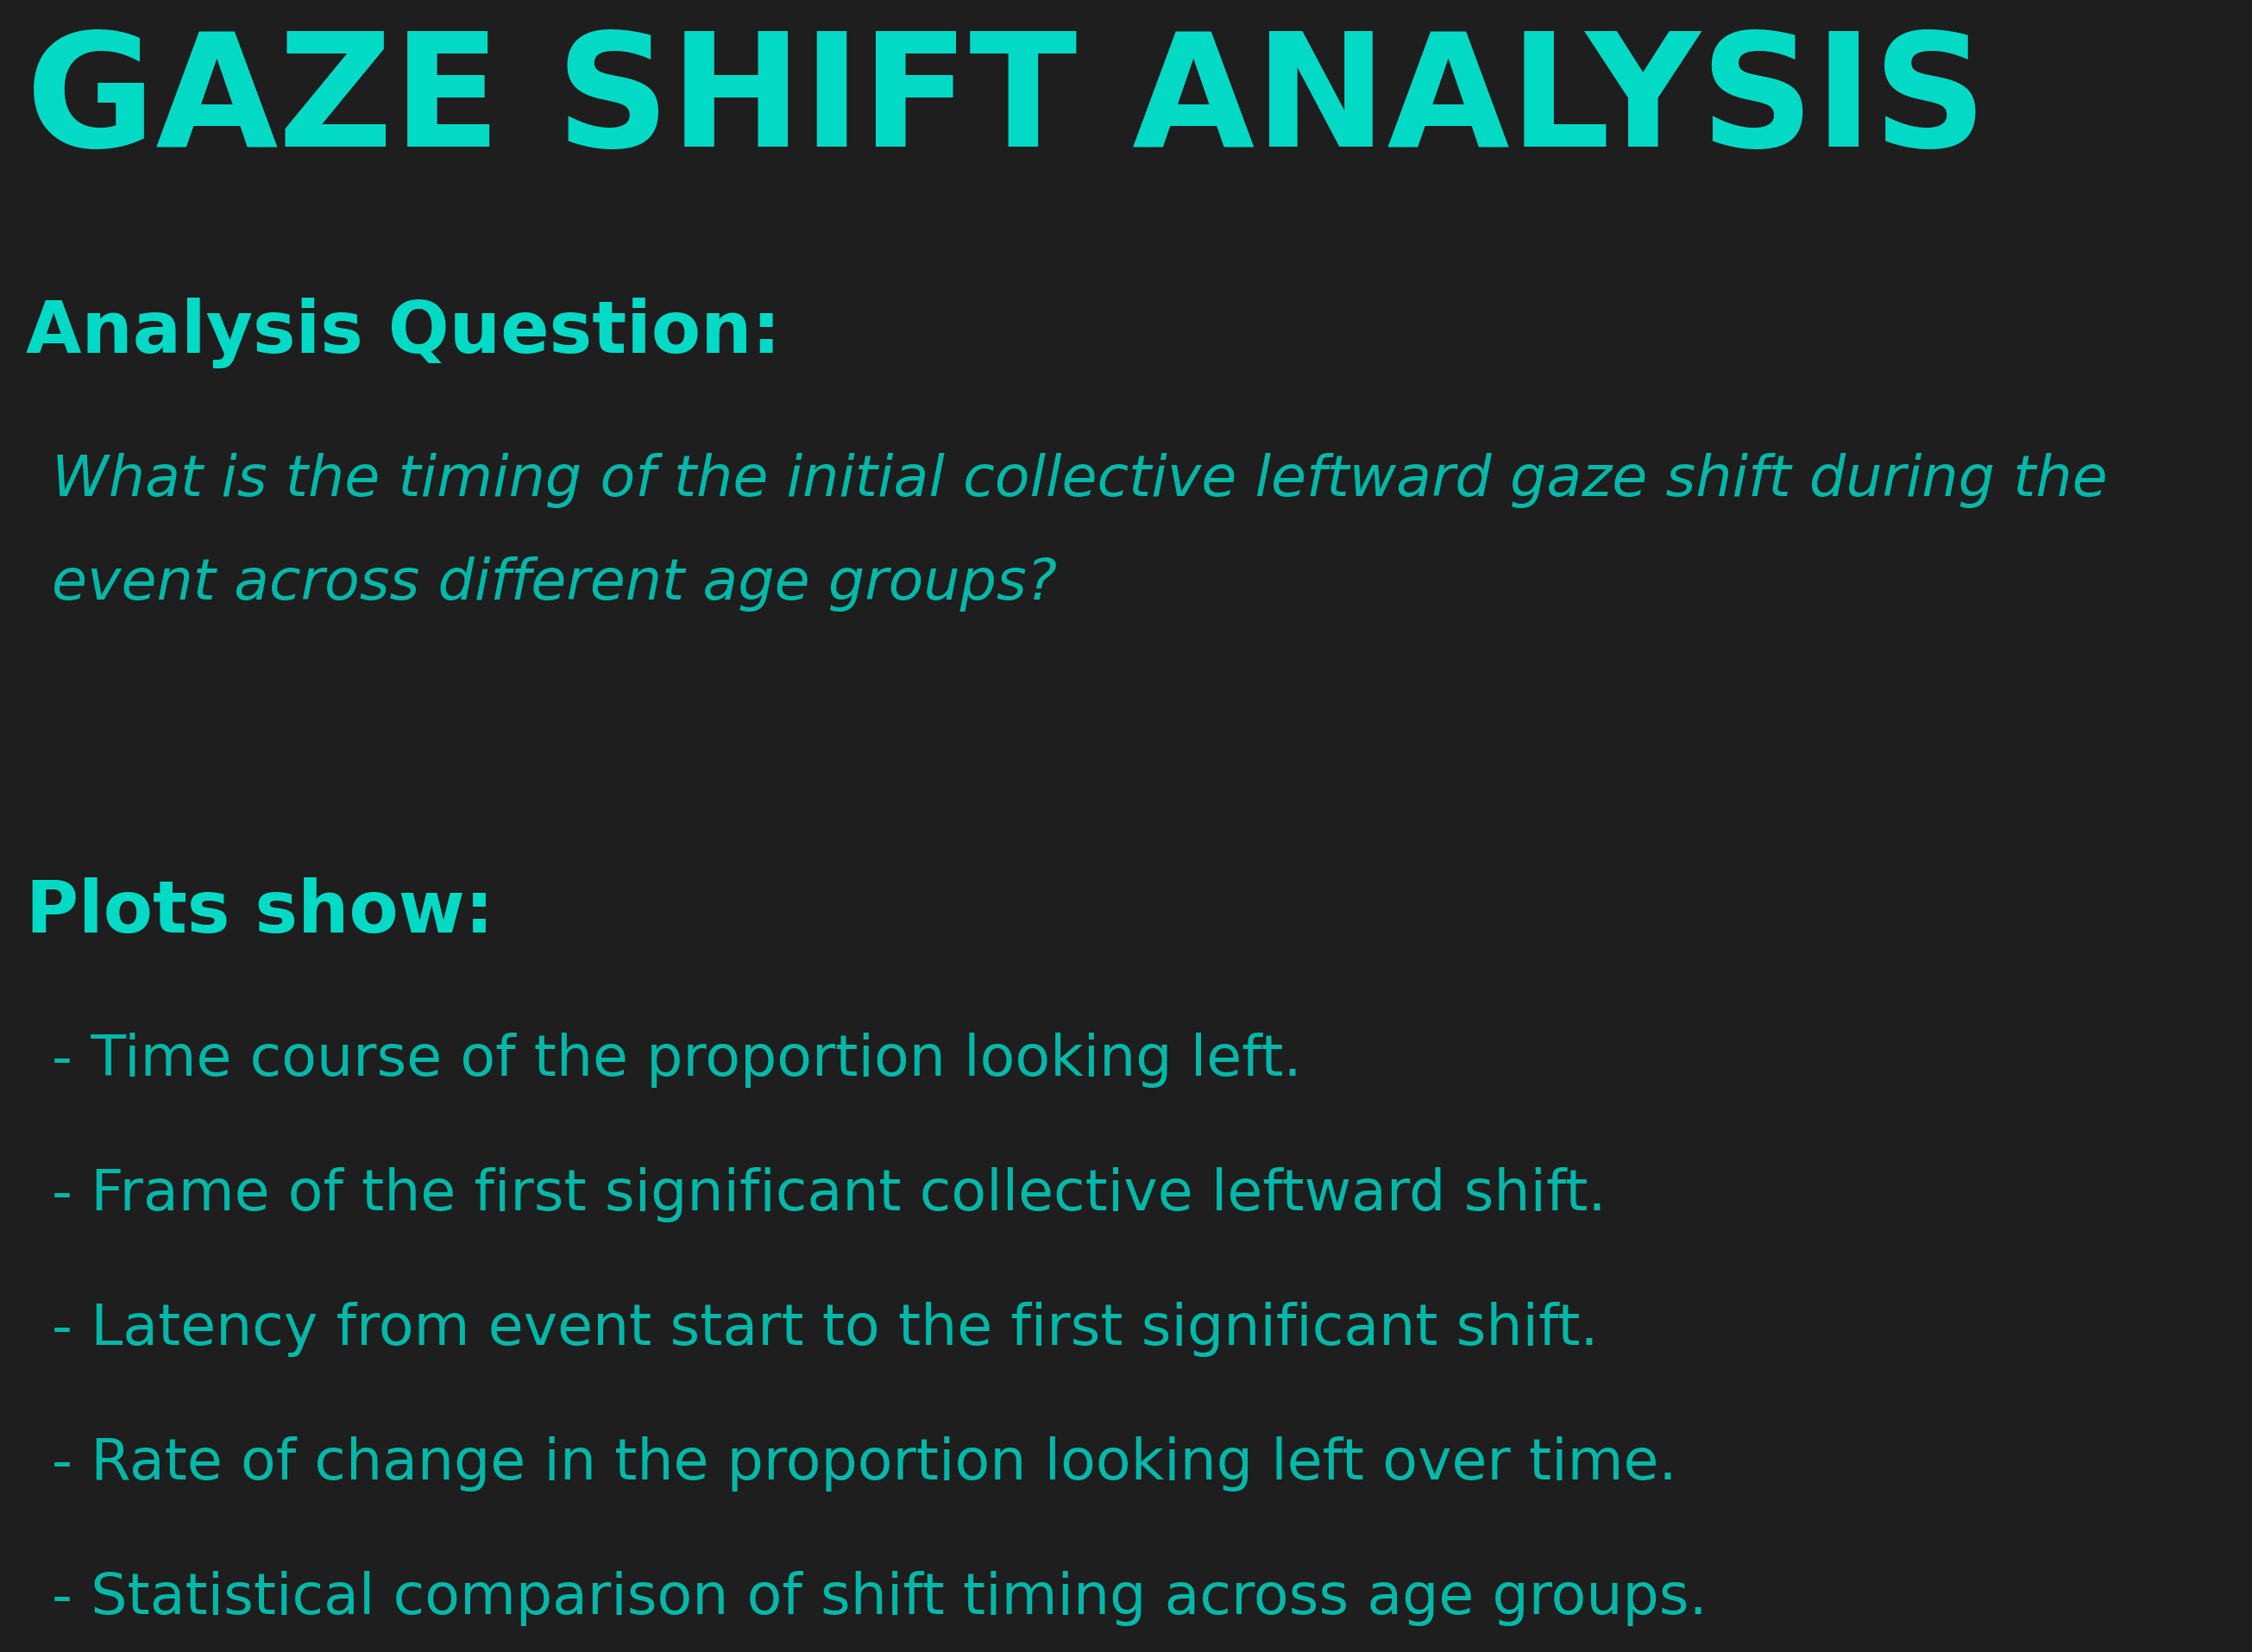 GAZE SHIFT ANALYSIS
Analysis Question:
What is the timing of the initial collective leftward gaze shift during the
event across different age groups?
Plots show:
- Time course of the proportion looking left.
- Frame of the first significant collective leftward shift.
- Latency from event start to the first significant shift.
- Rate of change in the proportion looking left over time.
- Statistical comparison of shift timing across age groups.